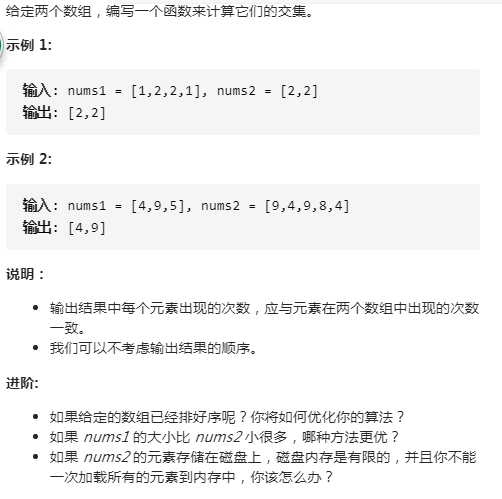 给定两个数组，编写一个函数来计算它们的交集。
示例 1:
输入: nums1 = [1,2,2,1], nums2 = [2,2]
输出: [2,2]
示例 2:
输入: nums1 = [4,9,5], nums2 = [9,4,9,8,4]
输出: [4,9]
说明：
• 输出结果中每个元素出现的次数，应与元素在两个数组中出现的次数
一致。
• 我们可以不考虑输出结果的顺序。
进阶:
• 如果给定的数组已经排好序呢？你将如何优化你的算法？
• 如果 nums1 的大小比 nums2 小很多，哪种方法更优？
• 如果 nums2 的元素存储在磁盘上，磁盘内存是有限的，并且你不能
一次加载所有的元素到内存中，你该怎么办？